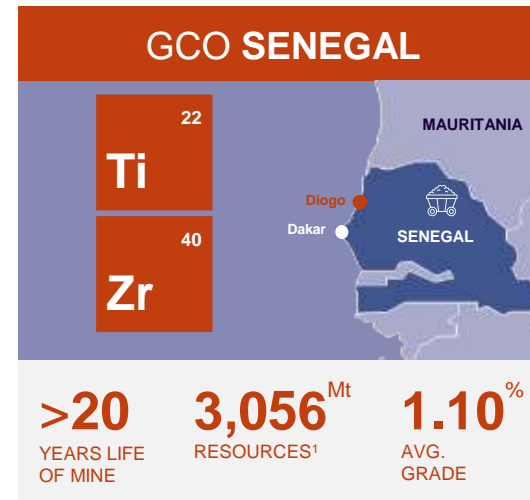 GCO SENEGAL
22
Ti
40
Zr
MAURITANIA
Diogo
Dakar
SENEGAL
>20
YEARS LIFE
OF MINE
3,056Mt
RESOURCES¹
1.10%
AVG.
GRADE